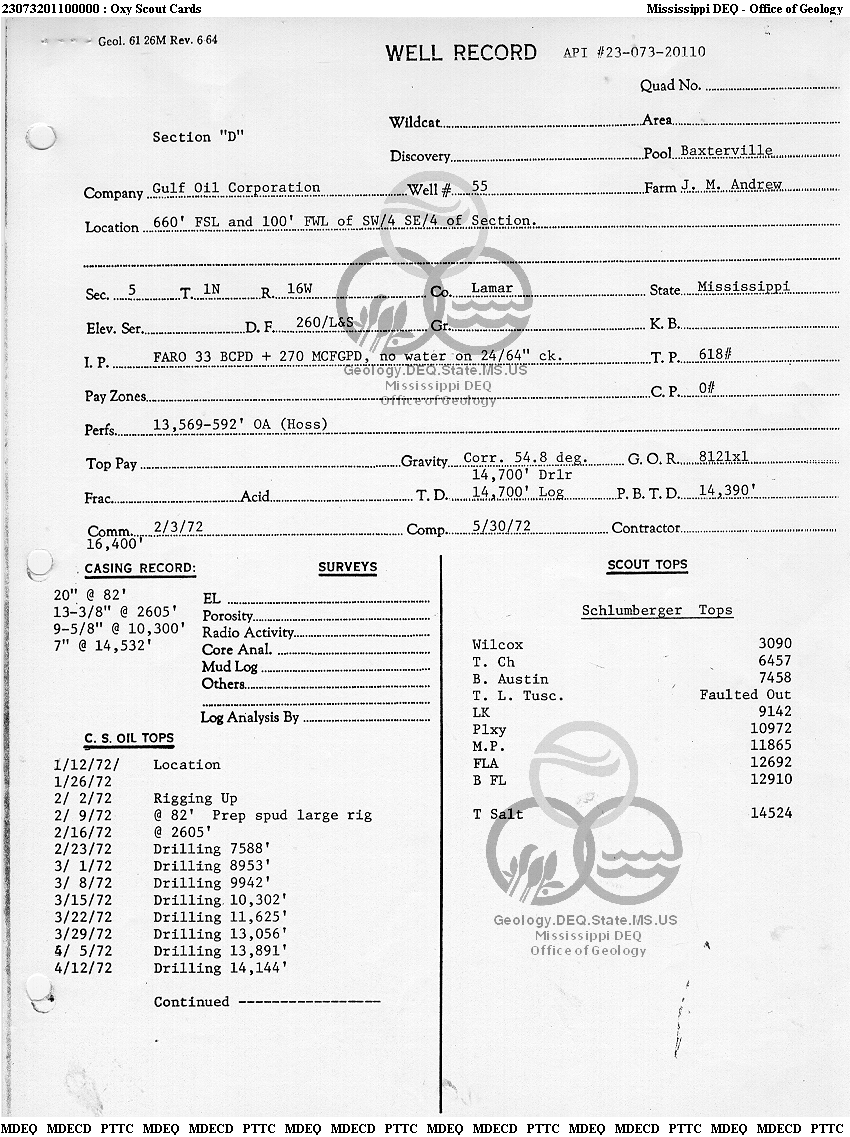 23073201100000 : Oxy Scout Cards Mississippi DEQ - Office of Geology
Geol. 61 26M Rev. 6-64
WELL RECORD API #23-073-20110
Quad No.
Wildcat Area
Section "D"
Discovery Pool Baxterville
Company Gulf Oil Corporation Well # 55 Farm J. M. Andrew
Location 660' FSL and 100' FWL of SW/4 SE/4 of Section.
Sec. 5 T. 1N R. 16W Co. Lamar State Mississippi
Elev. Ser. D. F. 260/L&S Gr. K. B.
I. P. FARO 33 BCPD + 270 MCFGPD, no water on 24/64" ck. T. P. 618#
Geology.DEQ.State.MS.US
Mississippi DEQ
Office of Geology
Pay Zones C. P. 0#
Perfs. 13,569-592' OA (Hoss)
Top Pay Gravity Corr. 54.8 deg. G. O. R. 8121x1
14,700' Drlr
Frac. Acid T. D. 14,700' Log P. B. T. D. 14,390'
Comm. 2/3/72 Comp. 5/30/72 Contractor
16,400'
CASING RECORD: SURVEYS
20" @ 82'
13-3/8" @ 2605'
9-5/8" @ 10,300'
7" @ 14,532'
EL
Porosity
Radio Activity
Core Anal.
Mud Log
Others
Log Analysis By
C. S. OIL TOPS
1/12/72/ Location
1/26/72
2/ 2/72 Rigging Up
2/ 9/72 @ 82' Prep spud large rig
2/16/72 @ 2605'
2/23/72 Drilling 7588'
3/ 1/72 Drilling 8953'
3/ 8/72 Drilling 9942'
3/15/72 Drilling 10,302'
3/22/72 Drilling 11,625'
3/29/72 Drilling 13,056'
4/ 5/72 Drilling 13,891'
4/12/72 Drilling 14,144'
Continued -----------------
SCOUT TOPS
Schlumberger Tops
Wilcox 3090
T. Ch 6457
B. Austin 7458
T. L. Tusc. Faulted Out
LK 9142
Plxy 10972
M.P. 11865
FLA 12692
B FL 12910
T Salt 14524
Geology.DEQ.State.MS.US
Mississippi DEQ
Office of Geology
MDEQ MDECD PTTC MDEQ MDECD PTTC MDEQ MDECD PTTC MDEQ MDECD PTTC MDEQ MDECD PTTC MDEQ MDECD PTTC